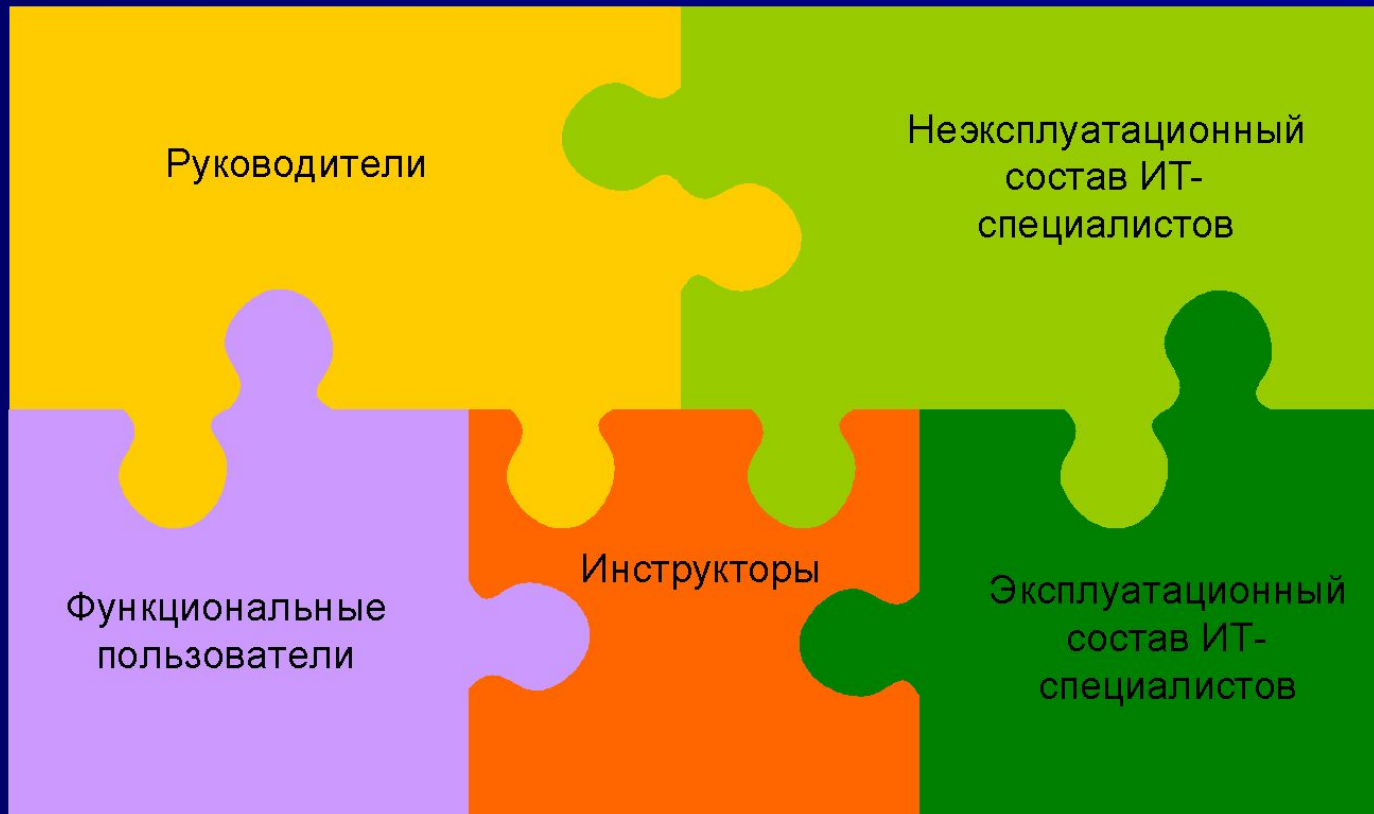 Руководители
Неэксплуатационный
состав ИТ-
специалистов
Функциональные
пользователи
Инструкторы
Эксплуатационный
состав ИТ-
специалистов